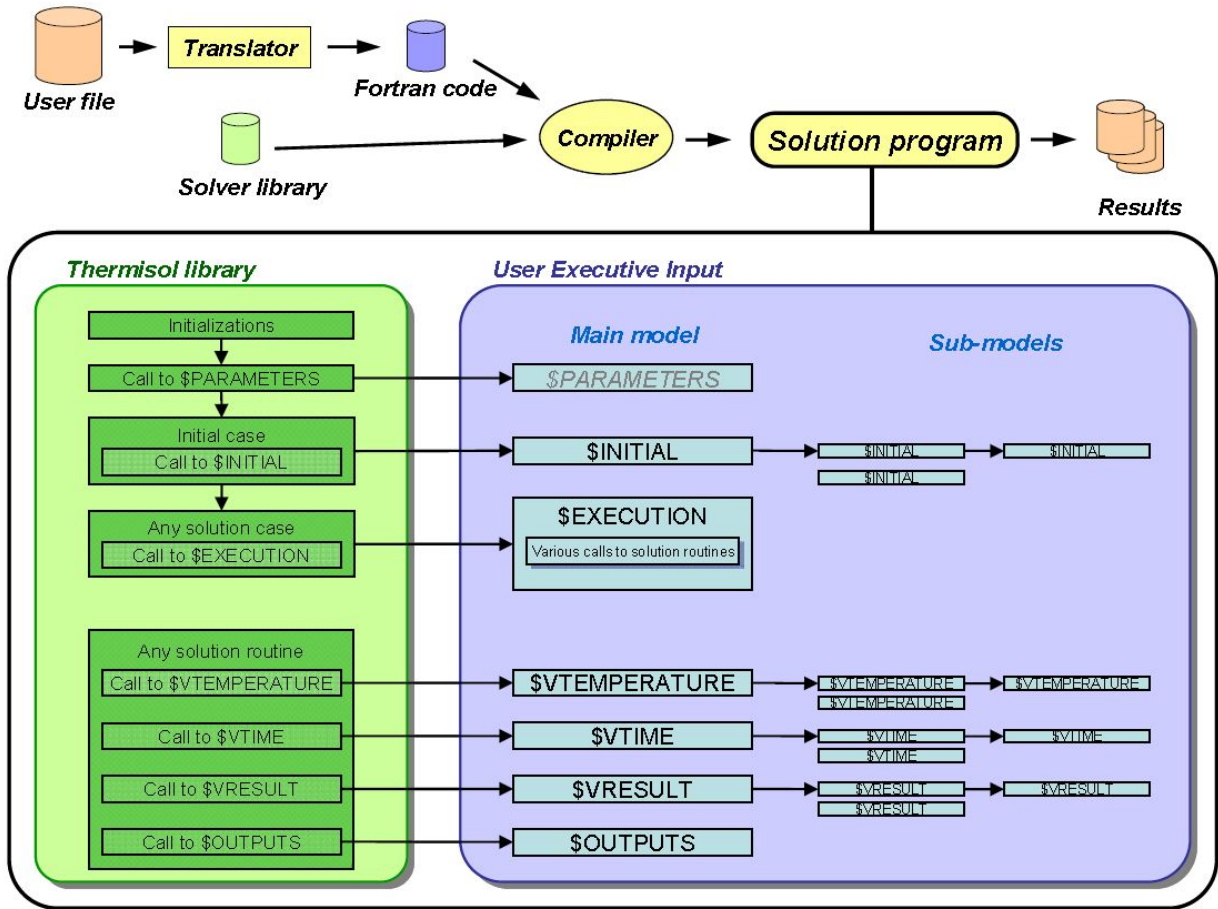 Translator
User file
Fortran code
Compiler
Solution program
Solver library
Results
Thermisol library
User Executive Input
Initializations
Main model
Sub-models
Call to $PARAMETERS
$PARAMETERS
Initial case
Call to $INITIAL
$INITIAL
$INITIAL
$INITIAL
$INITIAL
Any solution case
Call to $EXECUTION
$EXECUTION
Various calls to solution routines
Any solution routine
Call to $VTEMPERATURE
$VTEMPERATURE
$VTEMPERATURE
$VTEMPERATURE
$VTEMPERATURE
Call to $VTIME
$VTIME
$VTIME
$VTIME
$VTIME
Call to $VRESULT
$VRESULT
$VRESULT
$VRESULT
$VRESULT
Call to $OUTPUTS
$OUTPUTS